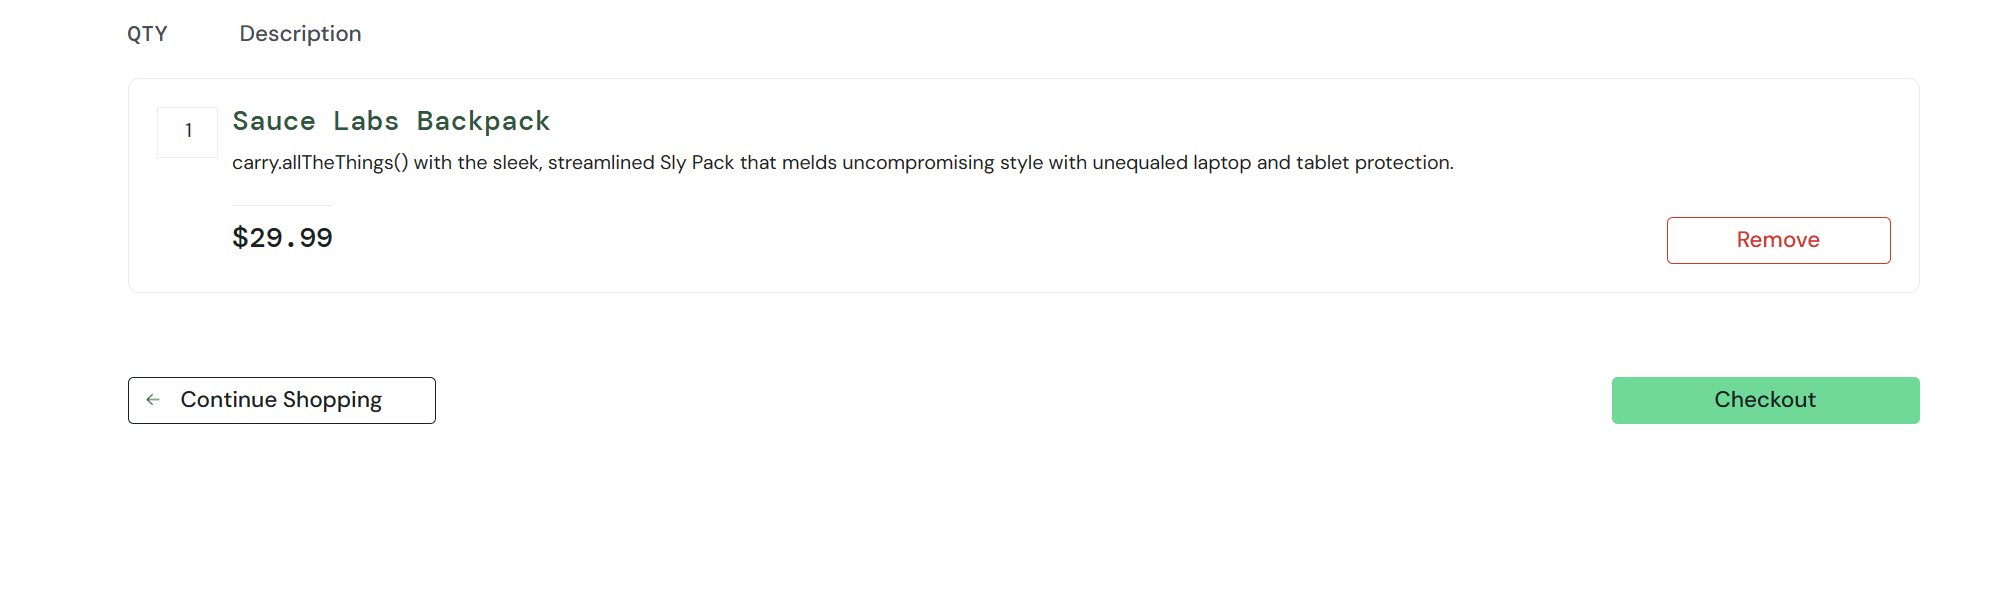 QTY Description
1 Sauce Labs Backpack
carry.allTheThings() with the sleek, streamlined Sly Pack that melds uncompromising style with unequaled laptop and tablet protection.
$29.99
Remove
Continue Shopping
Checkout